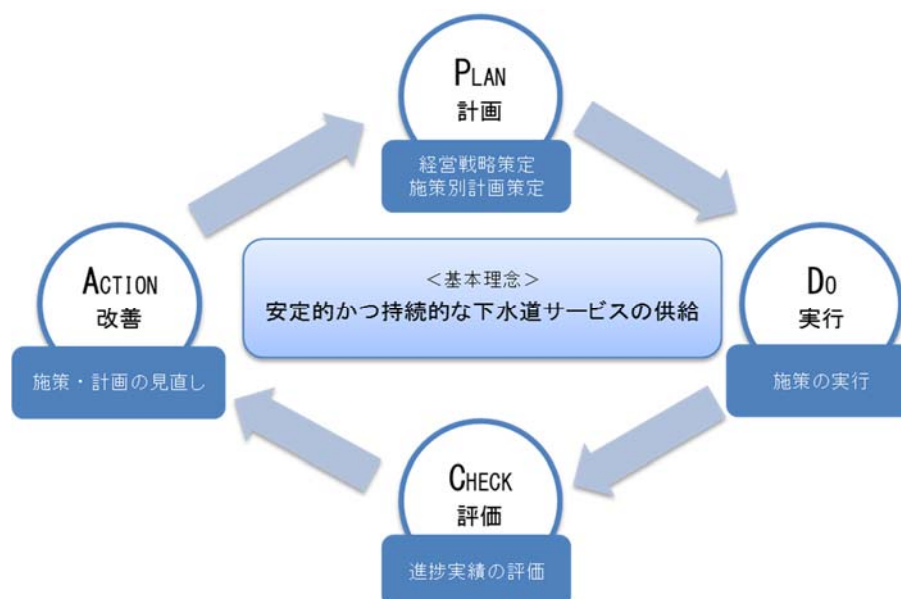 PLAN
計画
経営戦略策定
施策別計画策定
ACTION
改善
施策・計画の見直し
＜基本理念＞
安定的かつ持続的な下水道サービスの供給
DO
実行
施策の実行
CHECK
評価
進捗実績の評価